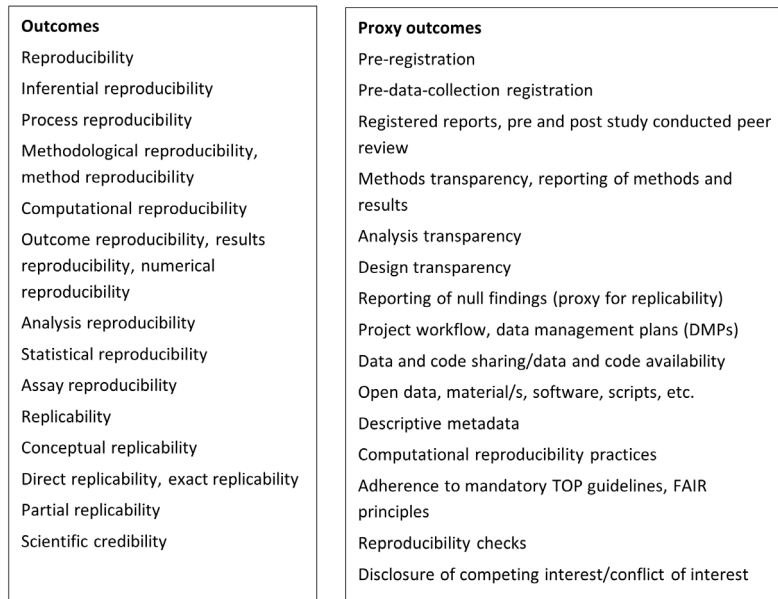 Outcomes
Reproducibility
Inferential reproducibility
Process reproducibility
Methodological reproducibility,
method reproducibility
Computational reproducibility
Outcome reproducibility, results
reproducibility, numerical
reproducibility
Analysis reproducibility
Statistical reproducibility
Assay reproducibility
Replicability
Conceptual replicability
Direct replicability, exact replicability
Partial replicability
Scientific credibility
Proxy outcomes
Pre-registration
Pre-data-collection registration
Registered reports, pre and post study conducted peer
review
Methods transparency, reporting of methods and
results
Analysis transparency
Design transparency
Reporting of null findings (proxy for replicability)
Project workflow, data management plans (DMPs)
Data and code sharing/data and code availability
Open data, material/s, software, scripts, etc.
Descriptive metadata
Computational reproducibility practices
Adherence to mandatory TOP guidelines, FAIR
principles
Reproducibility checks
Disclosure of competing interest/conflict of interest